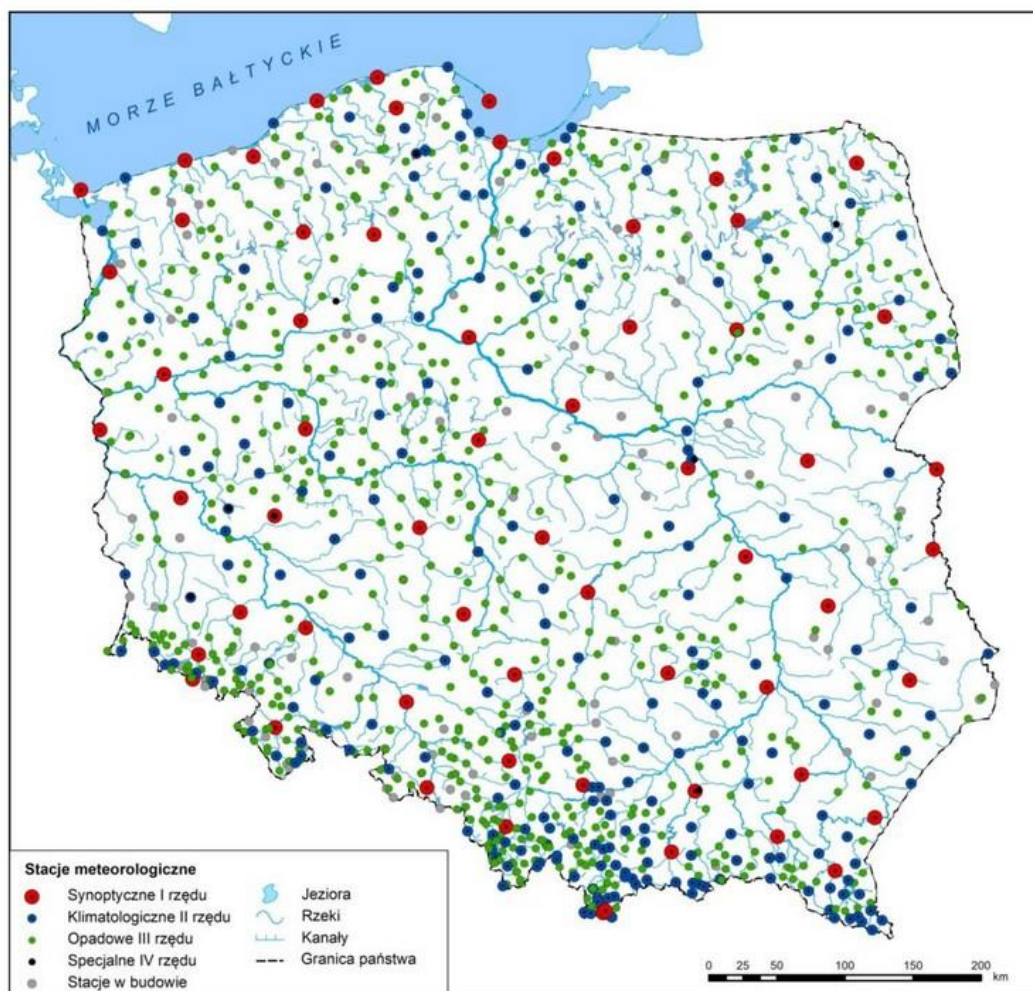 MORZE BAŁTYCKIE
Stacje meteorologiczne
Synoptyczne I rzędu
Klimatologiczne II rzędu
Opadowe III rzędu
Specjalne IV rzędu
Stacje w budowie
Jeziora
Rzeki
Kanały
Granica państwa
0 25 50 100 150 200
km